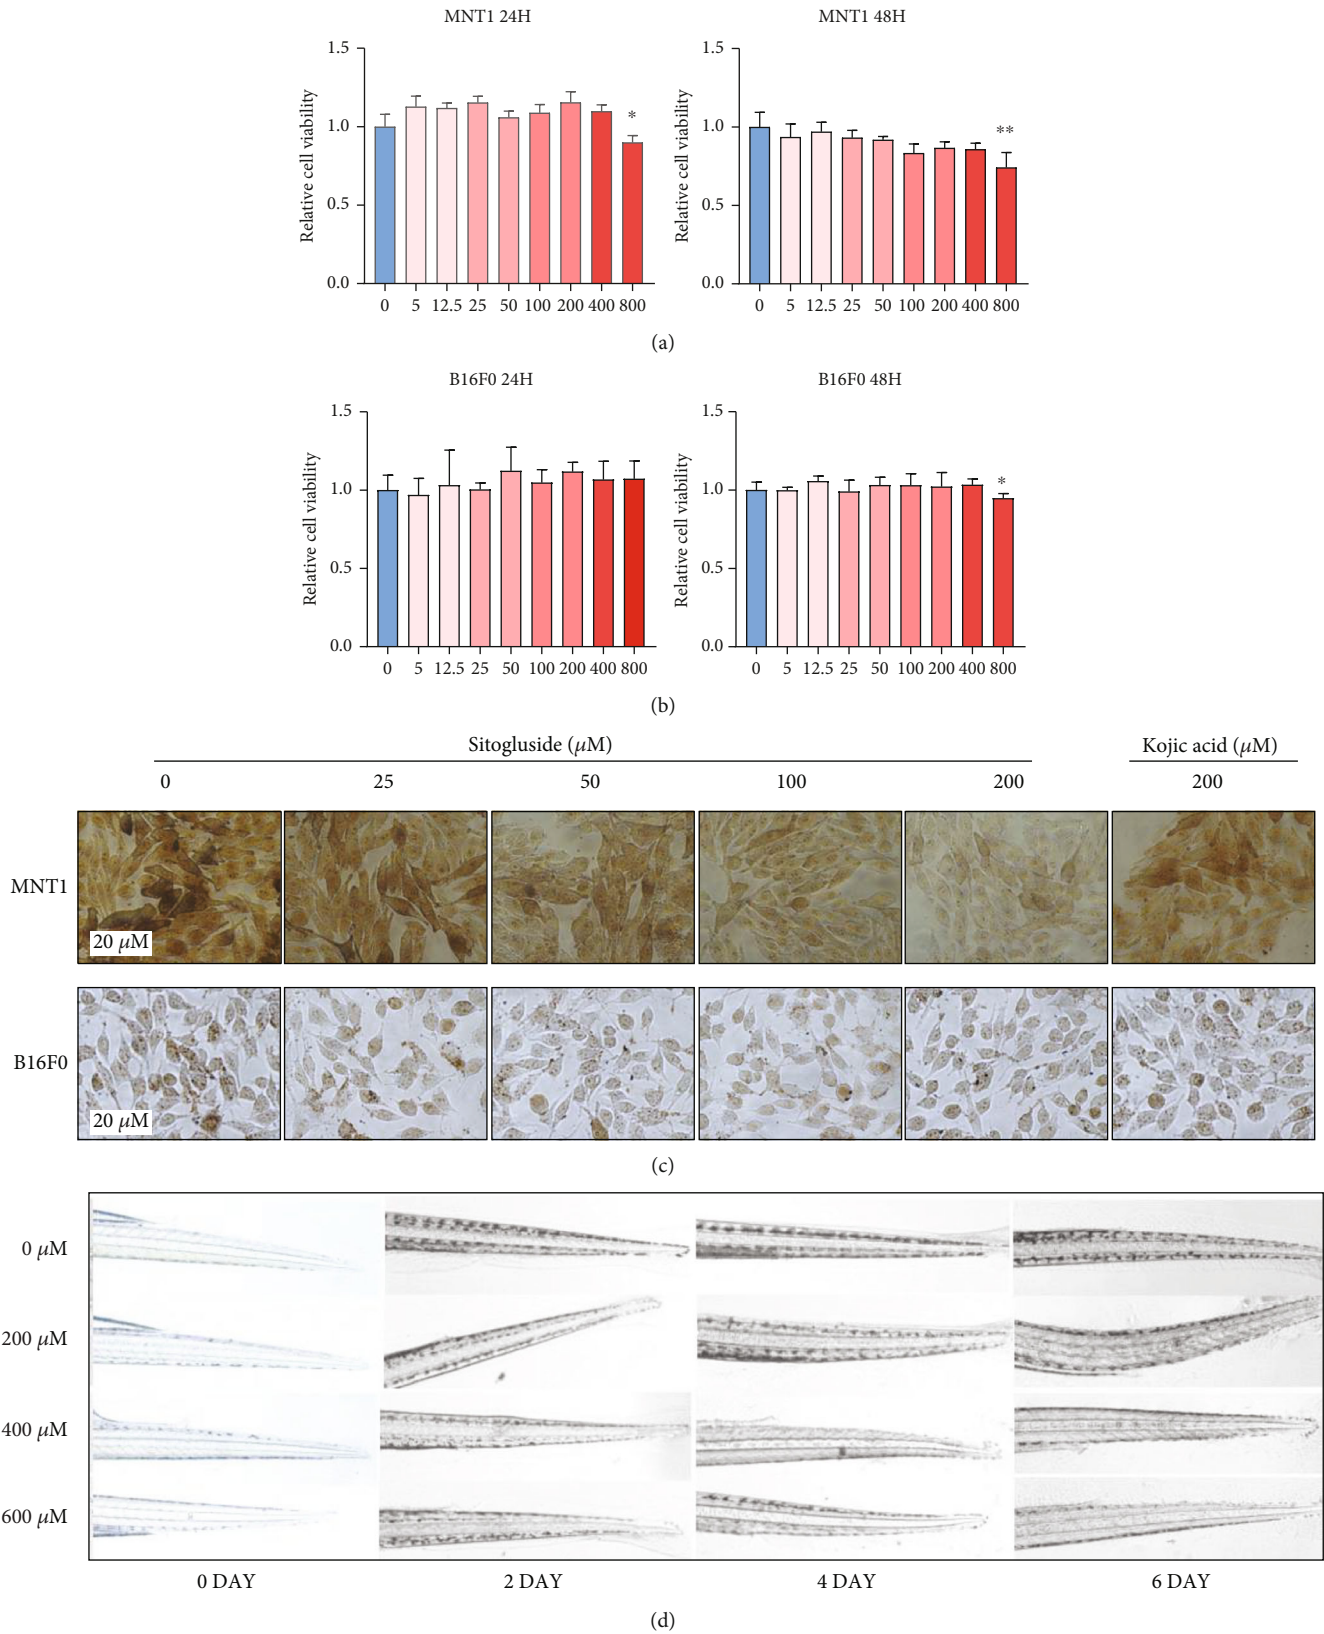 MNT1 24H
MNT1 48H
Relative cell viability
1.5
1.0
0.5
0.0
*
0 5 12.5 25 50 100 200 400 800
Relative cell viability
1.5
1.0
0.5
0.0
**
0 5 12.5 25 50 100 200 400 800
(a)
B16F0 24H
B16F0 48H
Relative cell viability
1.5
1.0
0.5
0.0
0 5 12.5 25 50 100 200 400 800
Relative cell viability
1.5
1.0
0.5
0.0
*
0 5 12.5 25 50 100 200 400 800
(b)
Sitogluside (μM)
Kojic acid (μM)
0 25 50 100 200 200
MNT1
20 μM
B16F0
20 μM
(c)
0 μM
200 μM
400 μM
600 μM
0 DAY 2 DAY 4 DAY 6 DAY
(d)